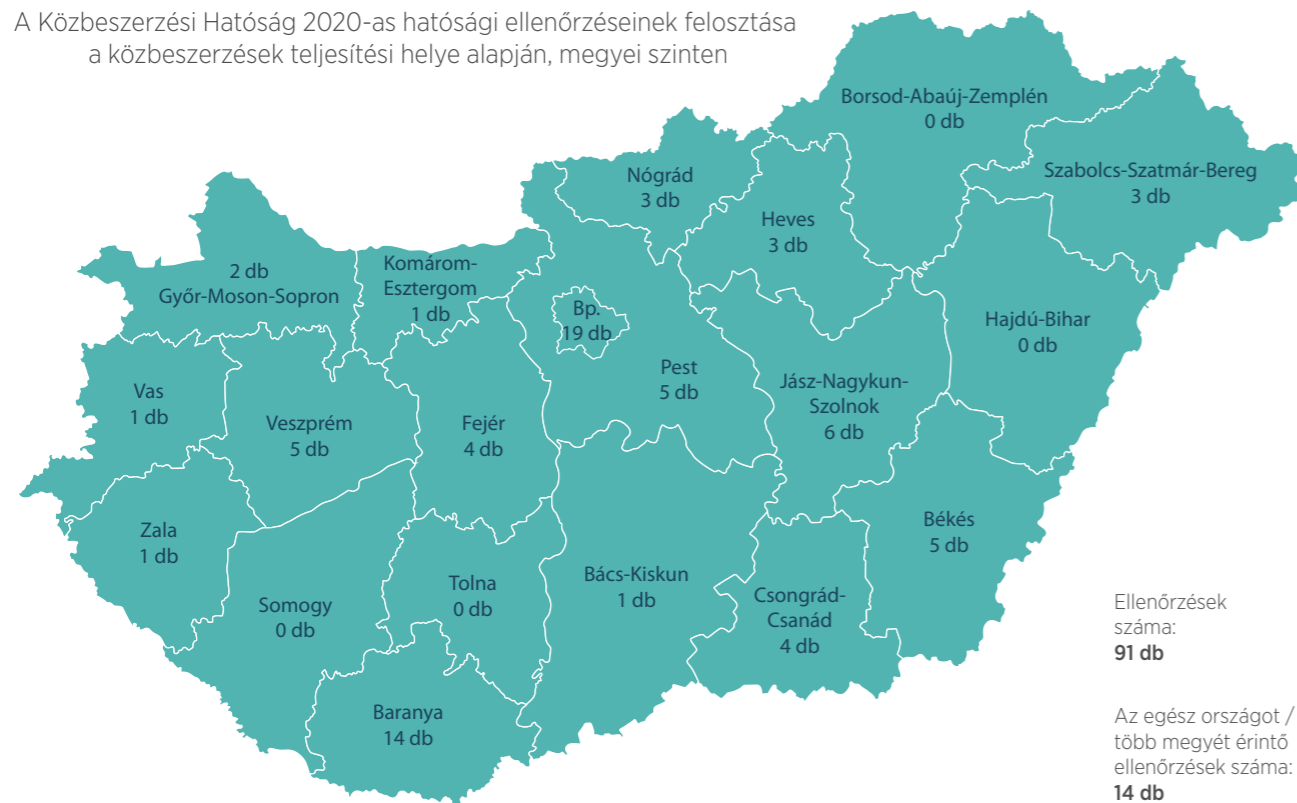 A Közbeszerzési Hatóság 2020-as hatósági ellenőrzéseinek felosztása
a közbeszerzések teljesítési helye alapján, megyei szinten
Borsod-Abaúj-Zemplén
0 db
Szabolcs-Szatmár-Bereg
3 db
Nógrád
3 db
Heves
3 db
2 db
Győr-Moson-Sopron
Komárom-
Esztergom
1 db
Bp.
19 db
Hajdú-Bihar
0 db
Pest
5 db
Jász-Nagykun-
Szolnok
6 db
Vas
1 db
Veszprém
5 db
Fejér
4 db
Zala
1 db
Békés
5 db
Somogy
0 db
Tolna
0 db
Bács-Kiskun
1 db
Csongrád-
Csanád
4 db
Baranya
14 db
Ellenőrzések
száma:
91 db
Az egész országot /
több megyét érintő
ellenőrzések száma:
14 db